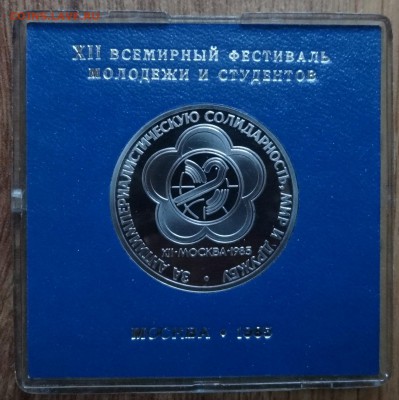 XII ВСЕМИРНЫЙ ФЕСТИВАЛЬ
МОЛОДЕЖИ И СТУДЕНТОВ
ЗА АНТИИМПЕРИАЛИСТИЧЕСКУЮ СОЛИДАРНОСТЬ, МИР И ДРУЖБУ
XII·МОСКВА·1985
МОСКВА · 1985